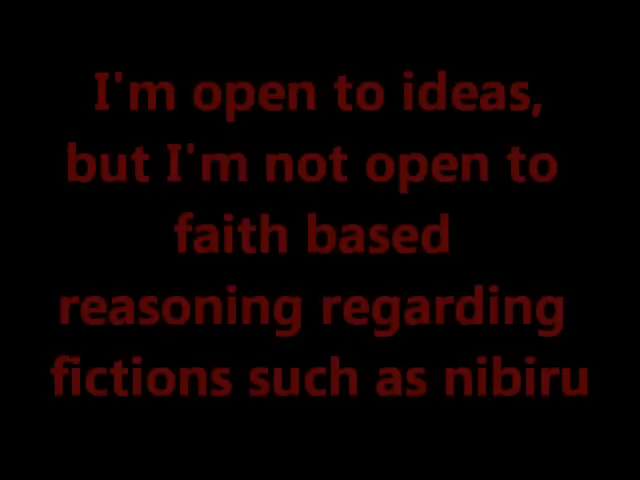 I'm open to ideas,
but I'm not open to
faith based
reasoning regarding
fictions such as nibiru